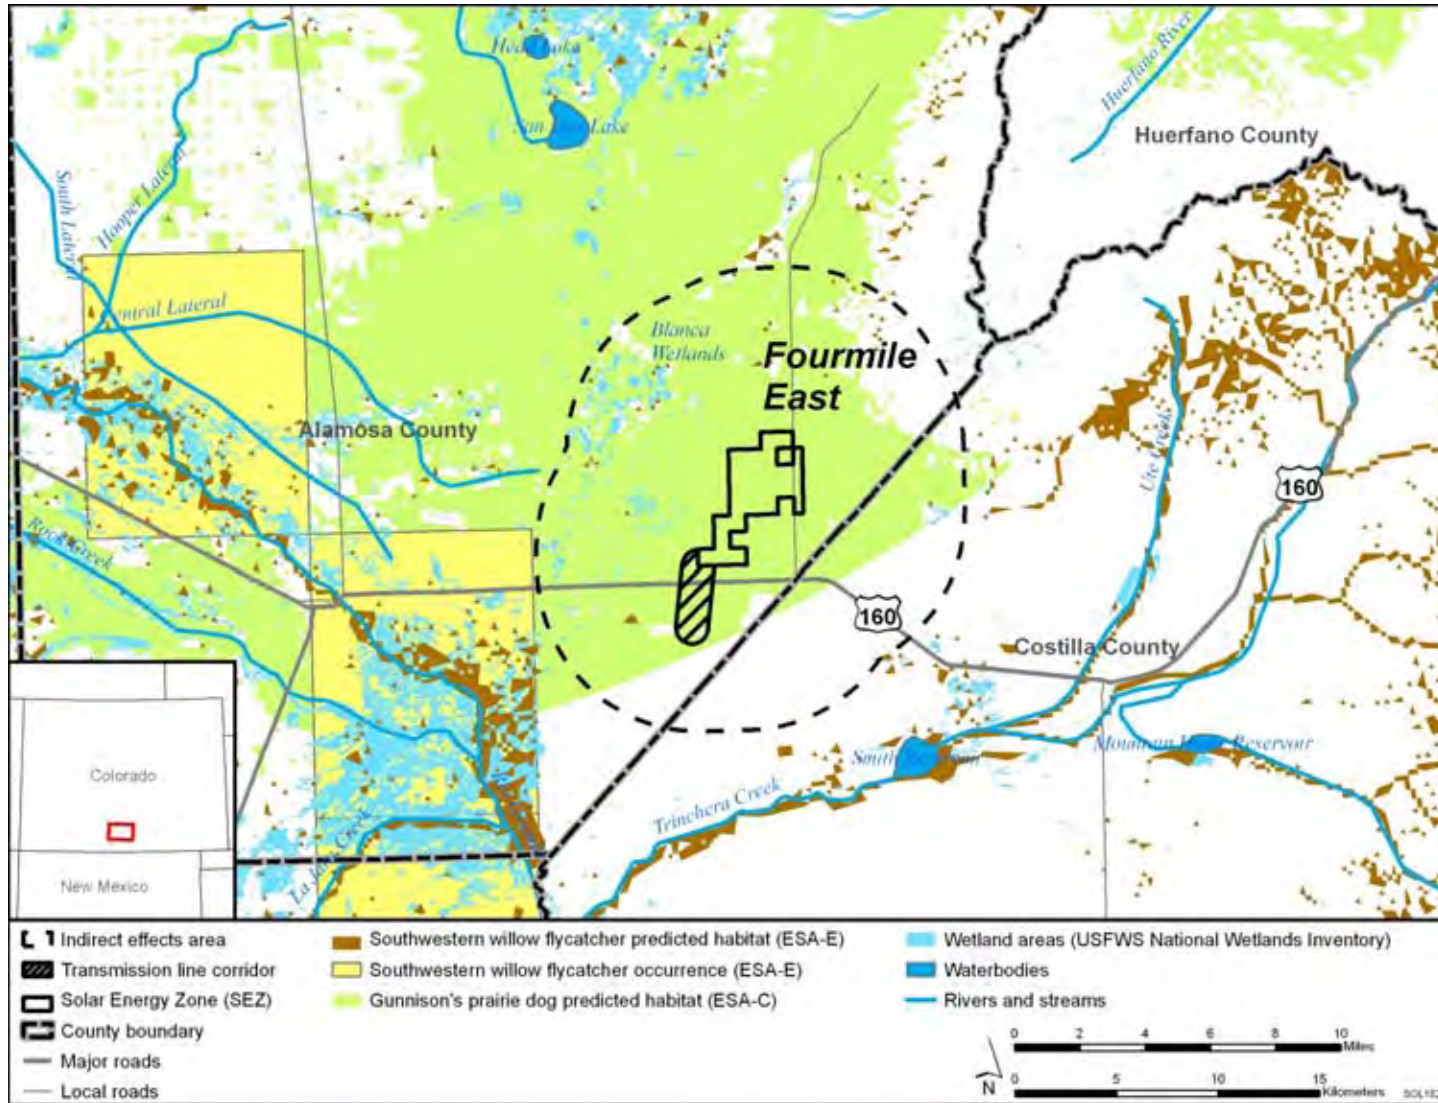 Head Lake
San Luis Lake
Huerfano River
Huerfano County
South Lateral
Hooper Lateral
Central Lateral
Blanca
Wetlands
Fourmile
East
Alamosa County
Rock Creek
Ute Creek
160
160
Costilla County
Smith Reservoir
Mountain Home Reservoir
Trinchera Creek
La Jara Creek
Colorado
New Mexico
Indirect effects area
Transmission line corridor
Solar Energy Zone (SEZ)
County boundary
Major roads
Local roads
Southwestern willow flycatcher predicted habitat (ESA-E)
Southwestern willow flycatcher occurrence (ESA-E)
Gunnison's prairie dog predicted habitat (ESA-C)
Wetland areas (USFWS National Wetlands Inventory)
Waterbodies
Rivers and streams
N
0 2 4 6 8 10
Miles
0 5 10 15
Kilometers